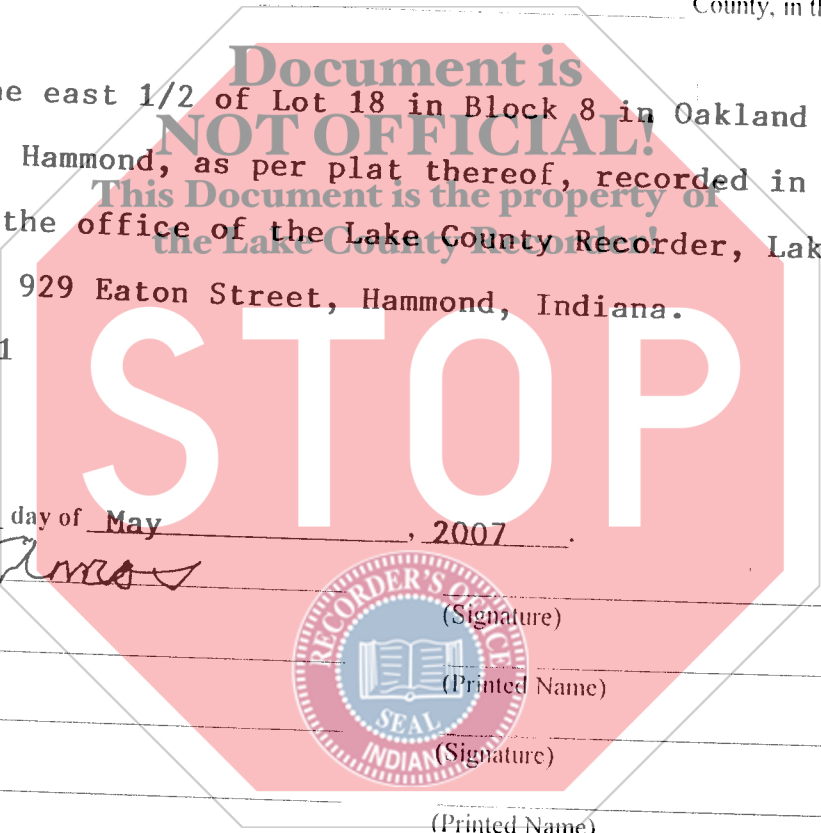 County, in th
Document is
he east 1/2 of Lot 18 in Block 8 in Oakland
NOT OFFICIAL!
Hammond, as per plat thereof, recorded in
This Document is the property of
the office of the Lake County Recorder, Lak
the Lake County Recorder!
929 Eaton Street, Hammond, Indiana.
1
STOP
day of May , 2007 .
RECORDER'S OFFICE
SEAL
INDIANA
(Signature)
(Printed Name)
(Signature)
(Printed Name)